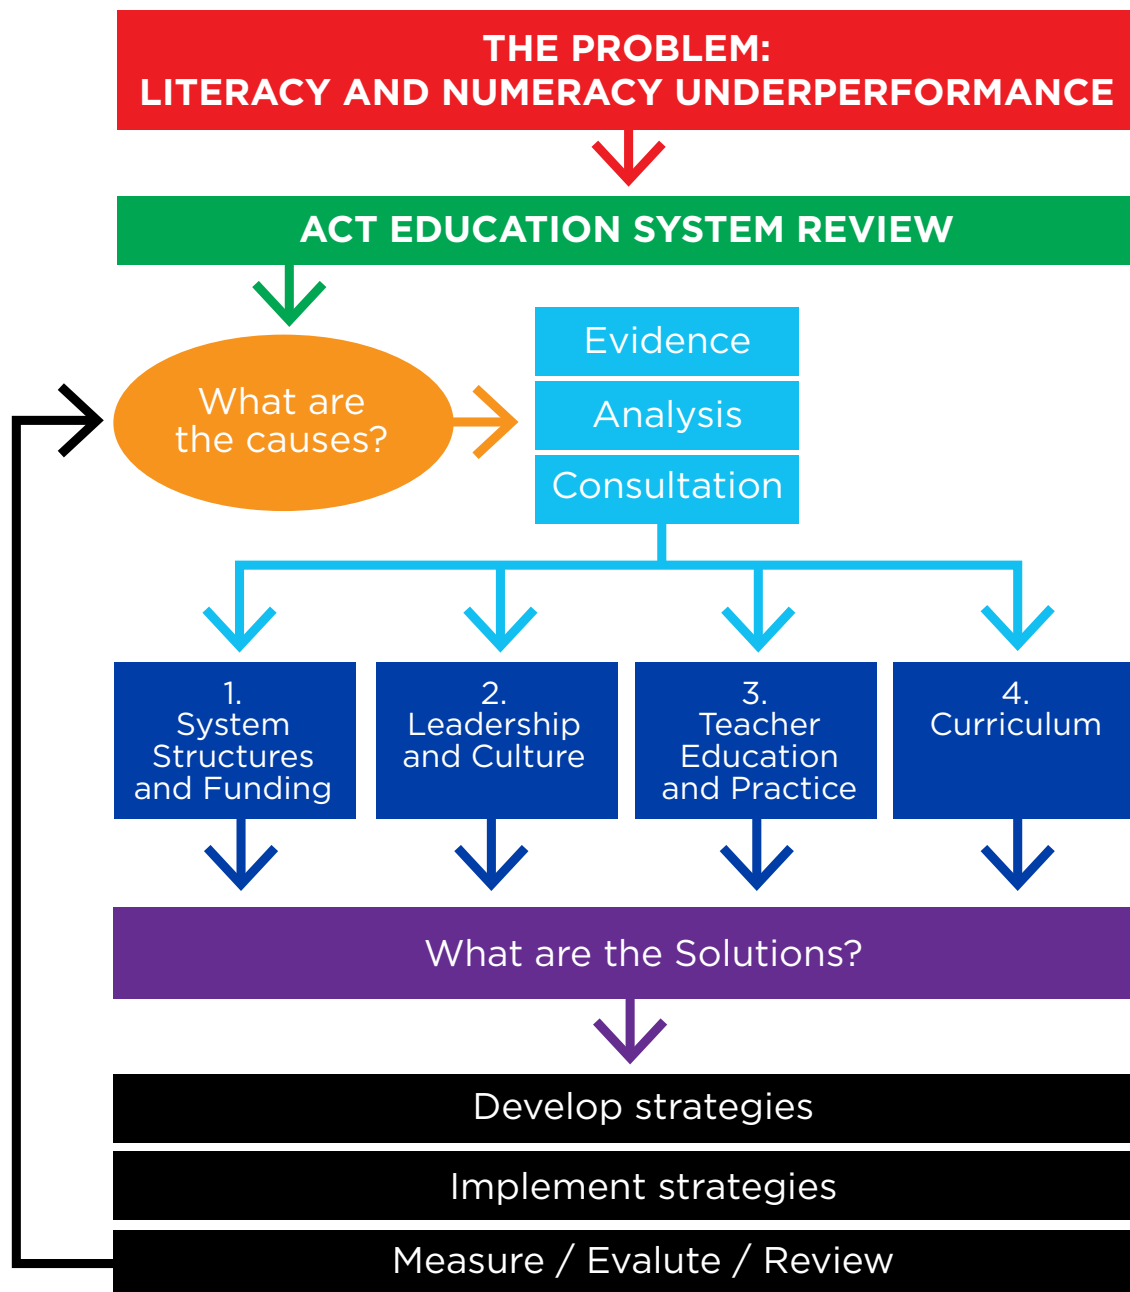 THE PROBLEM:
LITERACY AND NUMERACY UNDERPERFORMANCE
ACT EDUCATION SYSTEM REVIEW
What are
the causes?
Evidence
Analysis
Consultation
1.
System
Structures
and Funding
2.
Leadership
and Culture
3.
Teacher
Education
and Practice
4.
Curriculum
What are the Solutions?
Develop strategies
Implement strategies
Measure / Evalute / Review